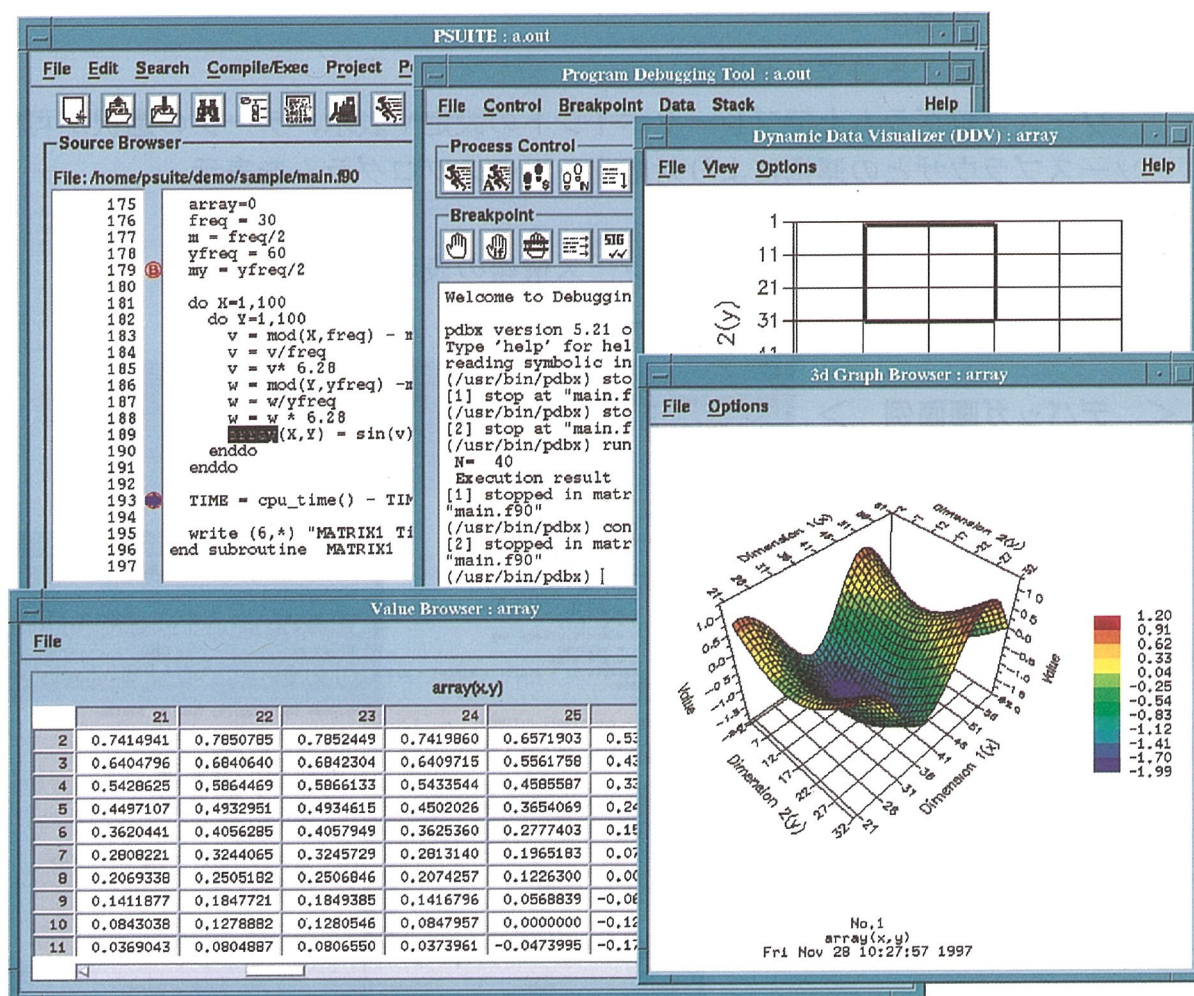 PSUITE : a.out
File Edit Search Compile/Exec Project
Source Browser
File: /home/psuite/demo/sample/main.f90
175 array=0
176 freq = 30
177 m = freq/2
178 yfreq = 60
179 B my = yfreq/2
180
181 do X=1,100
182 do Y=1,100
183 v = mod(X,freq) -
184 v = v/freq
185 v = v* 6.28
186 w = mod(Y,yfreq)
187 w = w/yfreq
188 w = w * 6.28
189 array(X,Y) = sin(v)
190 enddo
191 enddo
192
193 TIME = cpu_time() -
194
195 write (6,*) "MATRIX1
196 end subroutine MATRIX1
197
Program Debugging Tool : a.out
File Control Breakpoint Data Stack Help
Process Control
Breakpoint
SIG
Welcome to
pdbx version 5.21
Type 'help' for
reading symbolic
(/usr/bin/pdbx)
[1] stop at
(/usr/bin/pdbx)
[2] stop at
(/usr/bin/pdbx) run
N= 40
Execution result
[1] stopped in
"main.f90"
(/usr/bin/pdbx)
[2] stopped in
"main.f90"
(/usr/bin/pdbx)
Dynamic Data Visualizer (DDV) : array
File View Options Help
1
11
21
31
2(y)
3d Graph Browser : array
File Options
Dimension 1(x)
Dimension 2(y)
Value
Value
Dimension 2(y)
Dimension 1(x)
1.20
0.91
0.62
0.33
0.04
-0.25
-0.54
-0.83
-1.12
-1.41
-1.70
-1.99
No.1
array(x,y)
Fri Nov 28 10:27:57 1997
Value Browser : array
File
array(x,y)
21 22 23 24 25
2 0.7414941 0.7850785 0.7852449 0.7419860 0.6571903
3 0.6404796 0.6840640 0.6842304 0.6409715 0.5561758
4 0.5428625 0.5864469 0.5866133 0.5433544 0.4585587
5 0.4497107 0.4932951 0.4934615 0.4502026 0.3654069
6 0.3620441 0.4056285 0.4057949 0.3625360 0.2777403
7 0.2808221 0.3244065 0.3245729 0.2813140 0.1965183
8 0.2069338 0.2505182 0.2506846 0.2074257 0.1226300
9 0.1411877 0.1847721 0.1849385 0.1416796 0.0568839
10 0.0843038 0.1278882 0.1280546 0.0847957 0.0000000
11 0.0369043 0.0804887 0.0806550 0.0373961 -0.0473995